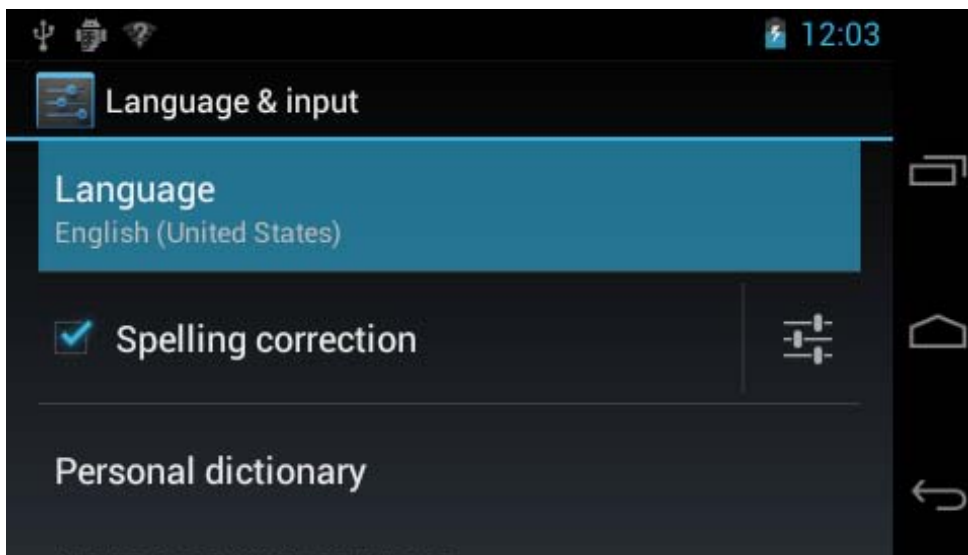 12:03
Language & input
Language
English (United States)
Spelling correction
Personal dictionary